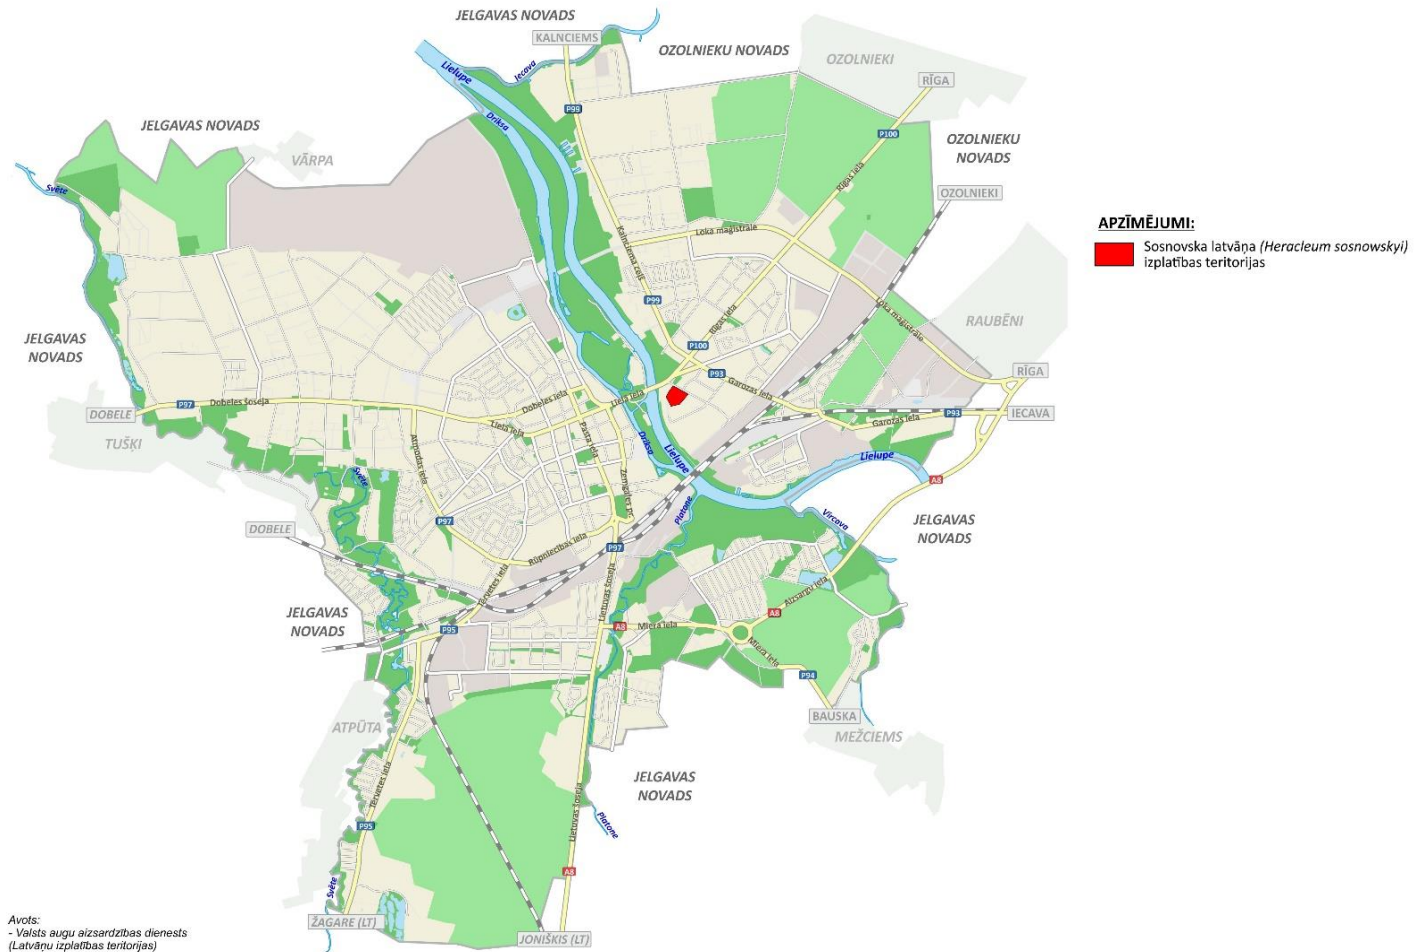 JELGAVAS NOVADS
KALNCIEMS
OZOLNIEKU NOVADS
OZOLNIEKI
RĪGA
Lielupe
Iecava
P99
Driksa
P100
JELGAVAS NOVADS
VĀRPA
OZOLNIEKU
NOVADS
Svēte
Rīgas iela
OZOLNIEKI
APZĪMĒJUMI:
Sosnovska latvāņa (Heracleum sosnowskyi)
izplatības teritorijas
Kalnciema ceļš
Loka maģistrāle
P99
Loka maģistrāle
RAUBĒNI
Rīgas iela
JELGAVAS
NOVADS
P100
P93
RĪGA
Garozas iela
DOBELE
P97
Dobeles šoseja
Dobeles iela
Lielā iela
IECAVA
P93
Garozas iela
TUŠĶI
Lielā iela
Pasta iela
Atpūtas iela
Driksa
Lielupe
Lielupe
Svēte
Zemgales pr.
A8
Platone
Vircava
JELGAVAS
NOVADS
P97
DOBELE
Rūpniecības iela
P97
Tērvetes iela
Lietuvas šoseja
Aizsargu iela
JELGAVAS
NOVADS
A8
P95
A8
Miera iela
Miera iela
P94
BAUSKA
MEŽCIEMS
ATPŪTA
JELGAVAS
NOVADS
Tērvetes iela
Lietuvas šoseja
P95
Platone
A8
Svēte
ŽAGARE (LT)
JONIŠKIS (LT)
Avots:
- Valsts augu aizsardzības dienests
(Latvāņu izplatības teritorijas)